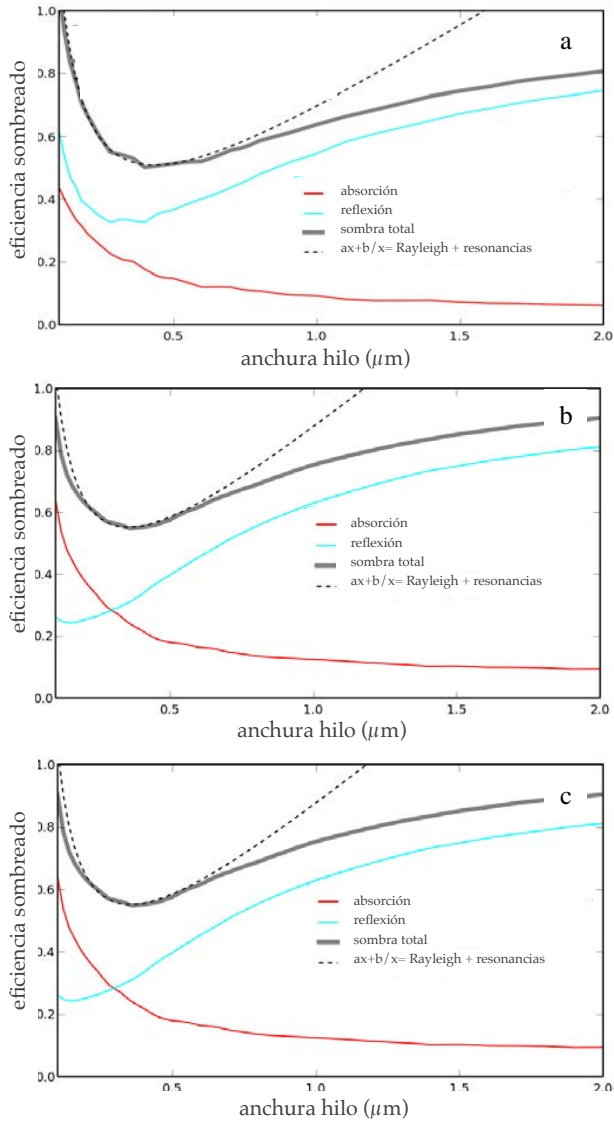 a
eficiencia sombreado
1.0
0.8
0.6
0.4
0.2
0.0
absorción
reflexión
sombra total
ax+b/x= Rayleigh + resonancias
0.5 1.0 1.5 2.0
anchura hilo (µm)
b
eficiencia sombreado
1.0
0.8
0.6
0.4
0.2
0.0
absorción
reflexión
sombra total
ax+b/x= Rayleigh + resonancias
0.5 1.0 1.5 2.0
anchura hilo (µm)
c
eficiencia sombreado
1.0
0.8
0.6
0.4
0.2
0.0
absorción
reflexión
sombra total
ax+b/x= Rayleigh + resonancias
0.5 1.0 1.5 2.0
anchura hilo (µm)